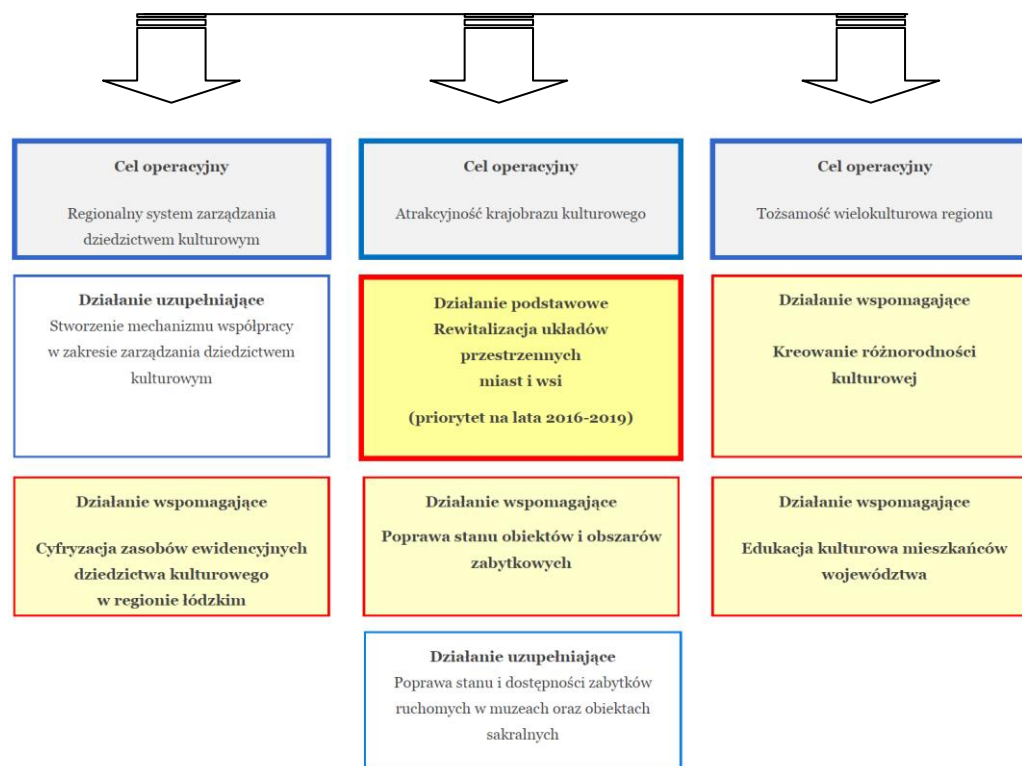 Cel operacyjny
Regionalny system zarządzania
dziedzictwem kulturowym
Cel operacyjny
Atrakcyjność krajobrazu kulturowego
Cel operacyjny
Tożsamość wielokulturowa regionu
Działanie uzupełniające
Stworzenie mechanizmu współpracy
w zakresie zarządzania dziedzictwem
kulturowym
Działanie podstawowe
Rewitalizacja układów
przestrzennych
miast i wsi
(priorytet na lata 2016-2019)
Działanie wspomagające
Kreowanie różnorodności
kulturowej
Działanie wspomagające
Cyfryzacja zasobów ewidencyjnych
dziedzictwa kulturowego
w regionie łódzkim
Działanie wspomagające
Poprawa stanu obiektów i obszarów
zabytkowych
Działanie wspomagające
Edukacja kulturowa mieszkańców
województwa
Działanie uzupełniające
Poprawa stanu i dostępności zabytków
ruchomych w muzeach oraz obiektach
sakralnych